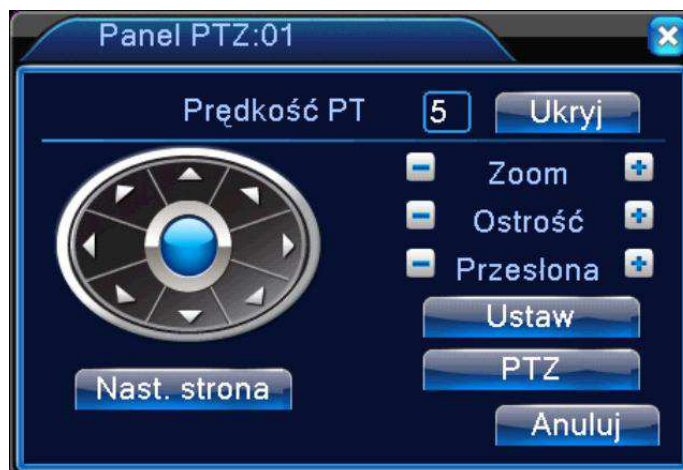 Panel PTZ:01
Prędkość PT 5 Ukryj
Zoom
Ostrość
Przesłona
Ustaw
PTZ
Nast. strona
Anuluj